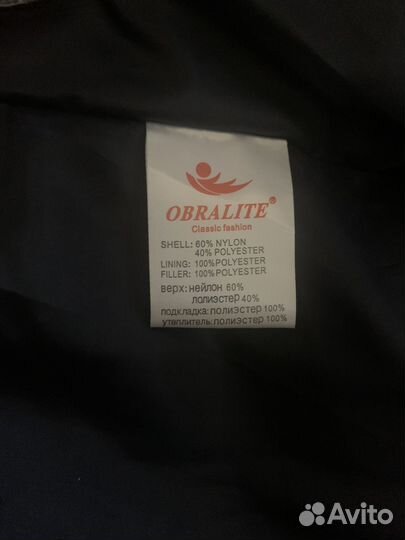 OBRALITE®
Classic fashion
SHELL: 60% NYLON
40% POLYESTER
LINING: 100%POLYESTER
FILLER: 100%POLYESTER
верх: нейлон 60%
полиэстер 40%
подкладка: полиэстер 100%
утеплитель: полиэстер 100%
Avito